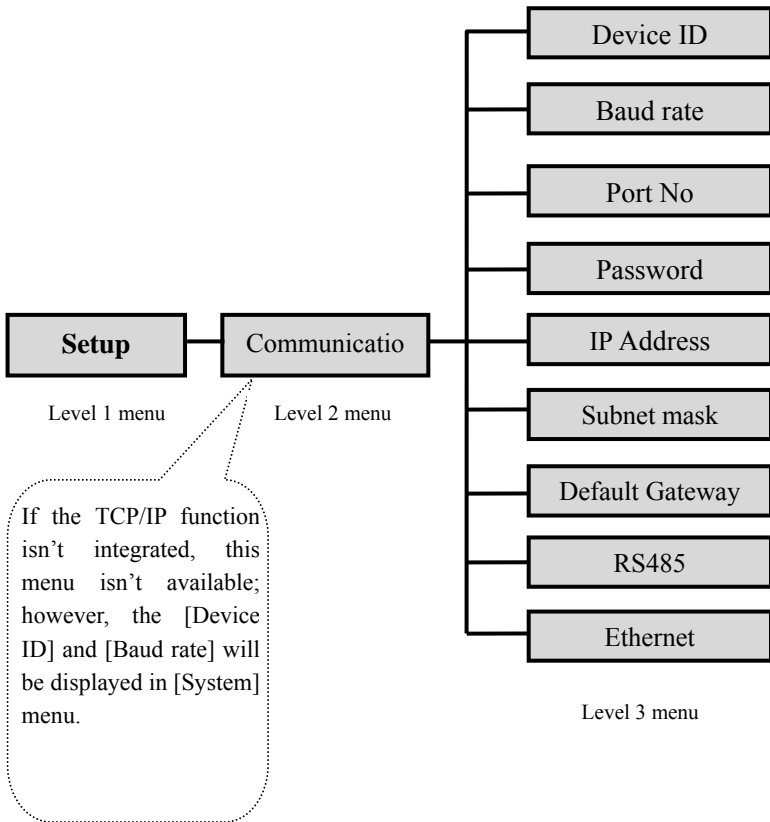 Device ID
Baud rate
Port No
Password
Setup
Communicatio
IP Address
Level 1 menu
Level 2 menu
Subnet mask
Default Gateway
RS485
Ethernet
Level 3 menu
If the TCP/IP function
isn’t integrated, this
menu isn’t available;
however, the [Device
ID] and [Baud rate] will
be displayed in [System]
menu.